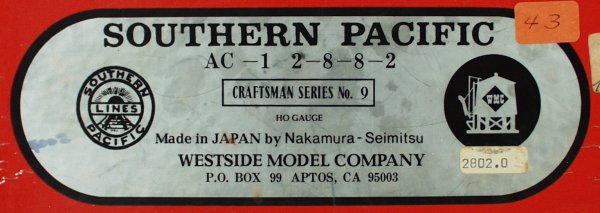 SOUTHERN PACIFIC
43
AC-1 2-8-8-2
SOUTHERN
LINES
PACIFIC
CRAFTSMAN SERIES No. 9
WMC
HO GAUGE
Made in JAPAN by Nakamura-Seimitsu
WESTSIDE MODEL COMPANY
2802.0
P.O. BOX 99 APTOS, CA 95003